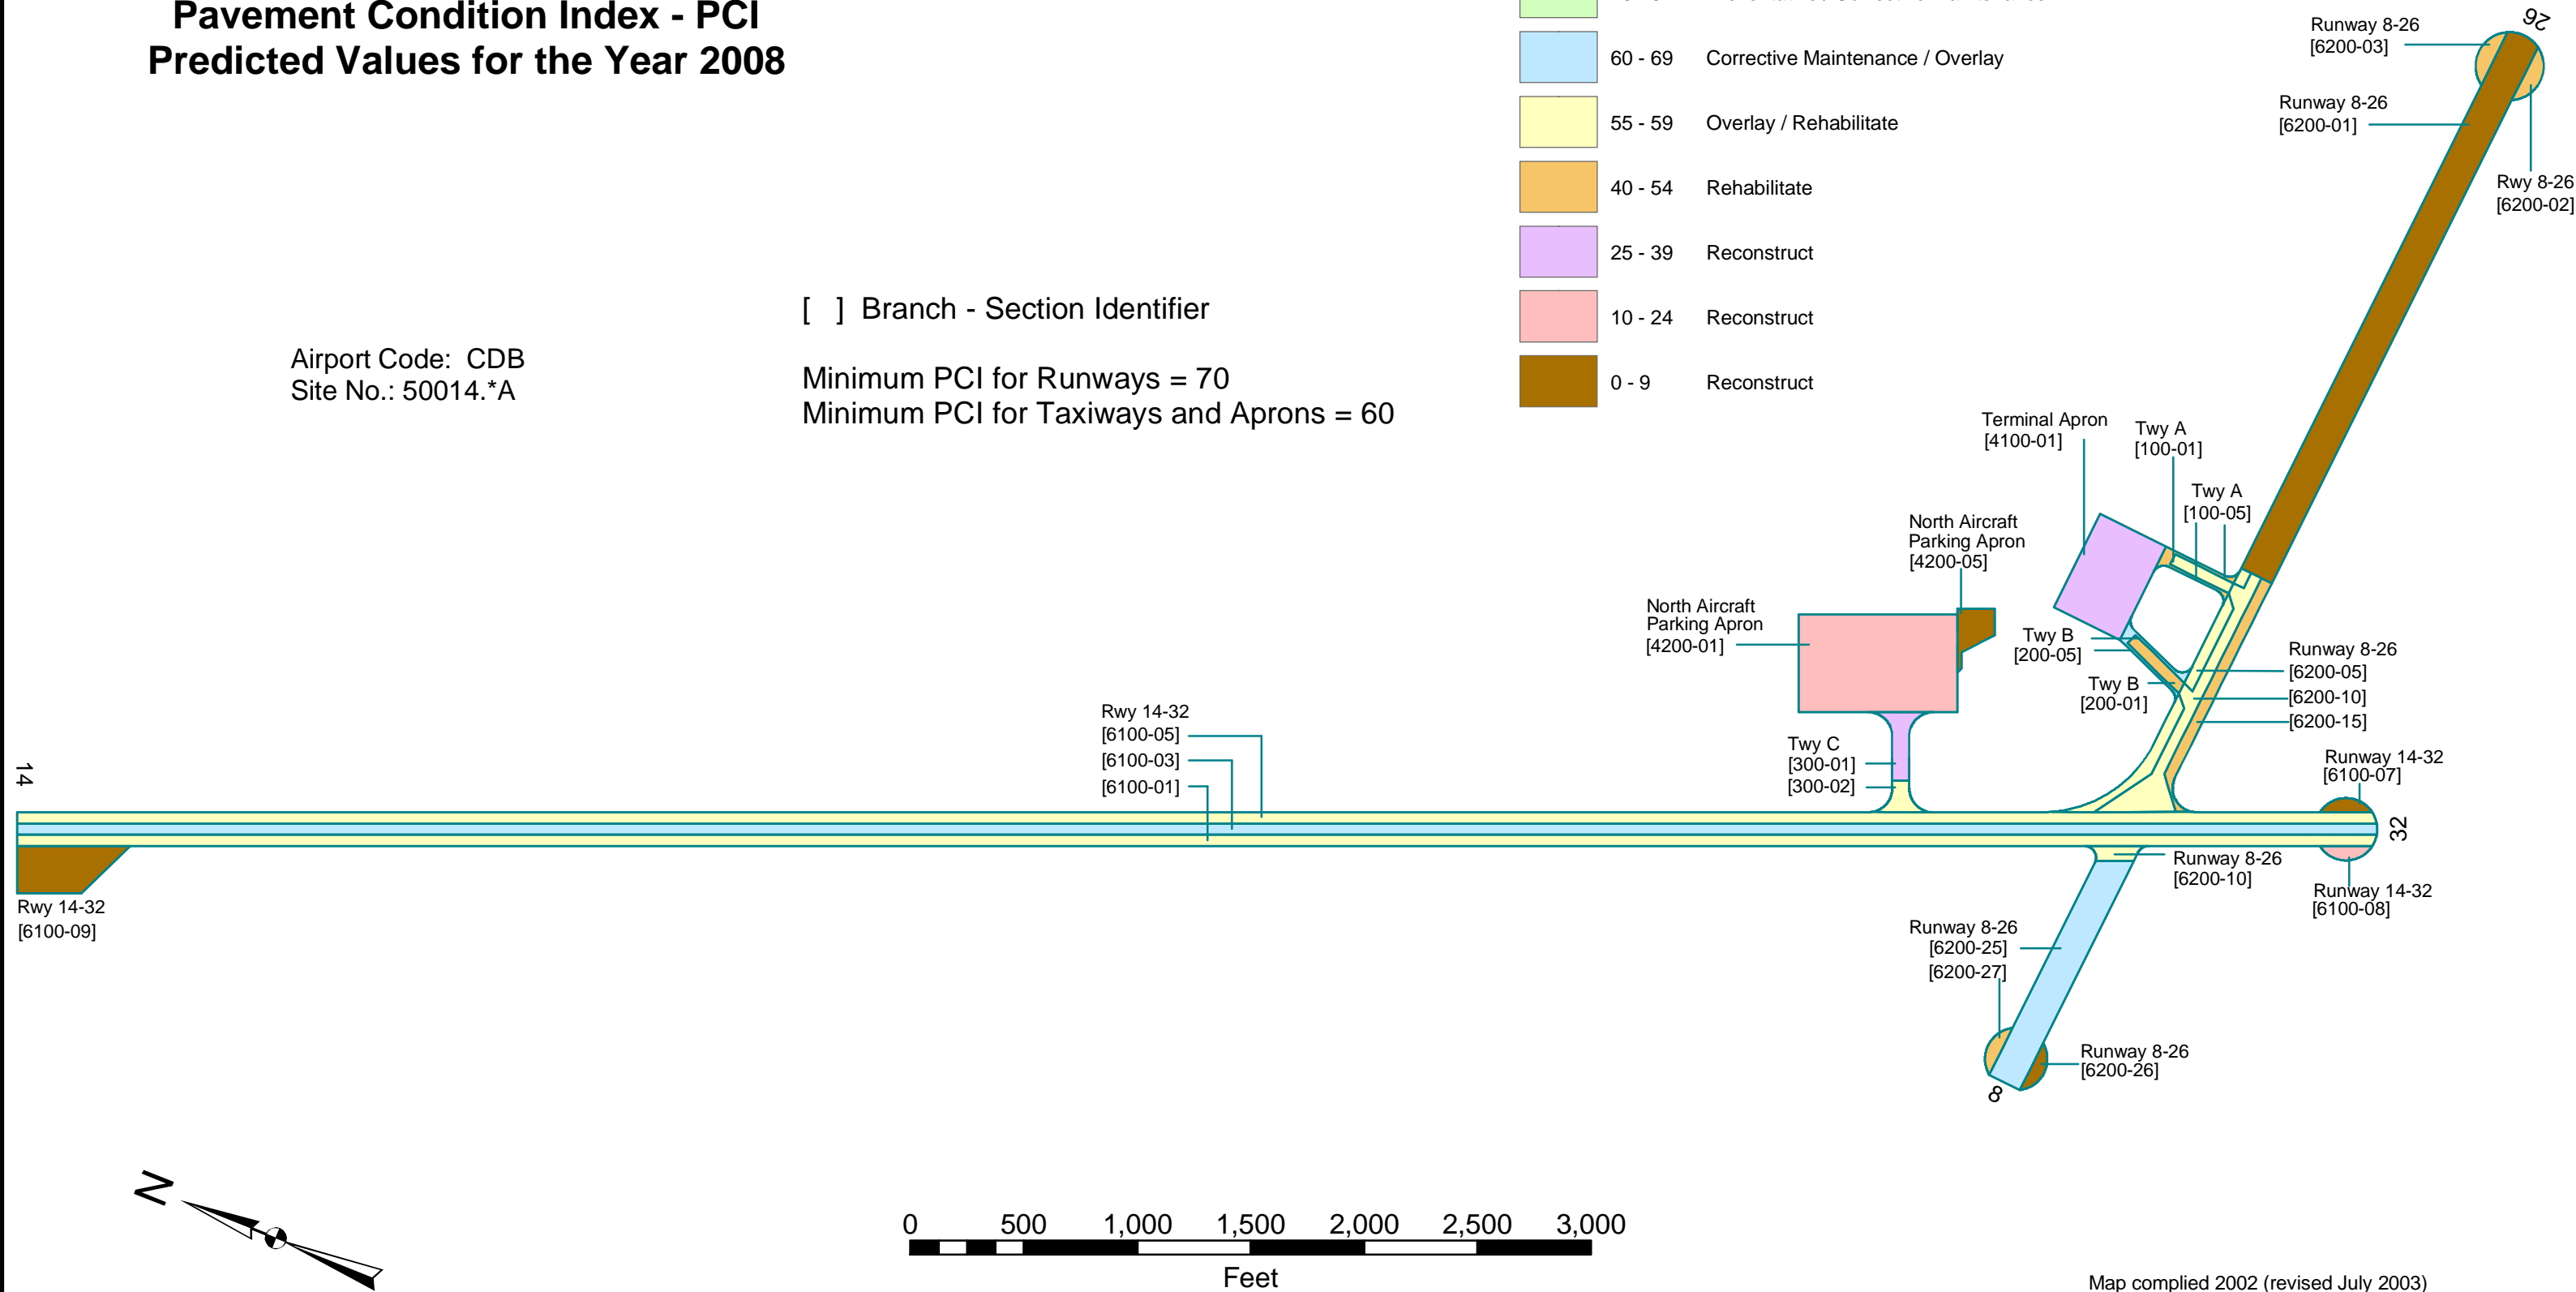 Pavement Condition Index - PCI
Predicted Values for the Year 2008
60 - 69 Corrective Maintenance / Overlay
55 - 59 Overlay / Rehabilitate
40 - 54 Rehabilitate
25 - 39 Reconstruct
10 - 24 Reconstruct
0 - 9 Reconstruct
[ ] Branch - Section Identifier
Airport Code: CDB
Site No.: 50014.*A
Minimum PCI for Runways = 70
Minimum PCI for Taxiways and Aprons = 60
26
Runway 8-26
[6200-03]
Runway 8-26
[6200-01]
Rwy 8-26
[6200-02]
Terminal Apron
[4100-01]
Twy A
[100-01]
Twy A
[100-05]
North Aircraft
Parking Apron
[4200-05]
North Aircraft
Parking Apron
[4200-01]
Twy B
[200-05]
Twy B
[200-01]
Runway 8-26
[6200-05]
[6200-10]
[6200-15]
Rwy 14-32
[6100-05]
[6100-03]
[6100-01]
Twy C
[300-01]
[300-02]
Runway 14-32
[6100-07]
14
32
Rwy 14-32
[6100-09]
Runway 8-26
[6200-10]
Runway 14-32
[6100-08]
Runway 8-26
[6200-25]
[6200-27]
Runway 8-26
[6200-26]
8
N
0 500 1,000 1,500 2,000 2,500 3,000
Feet
Map complied 2002 (revised July 2003)